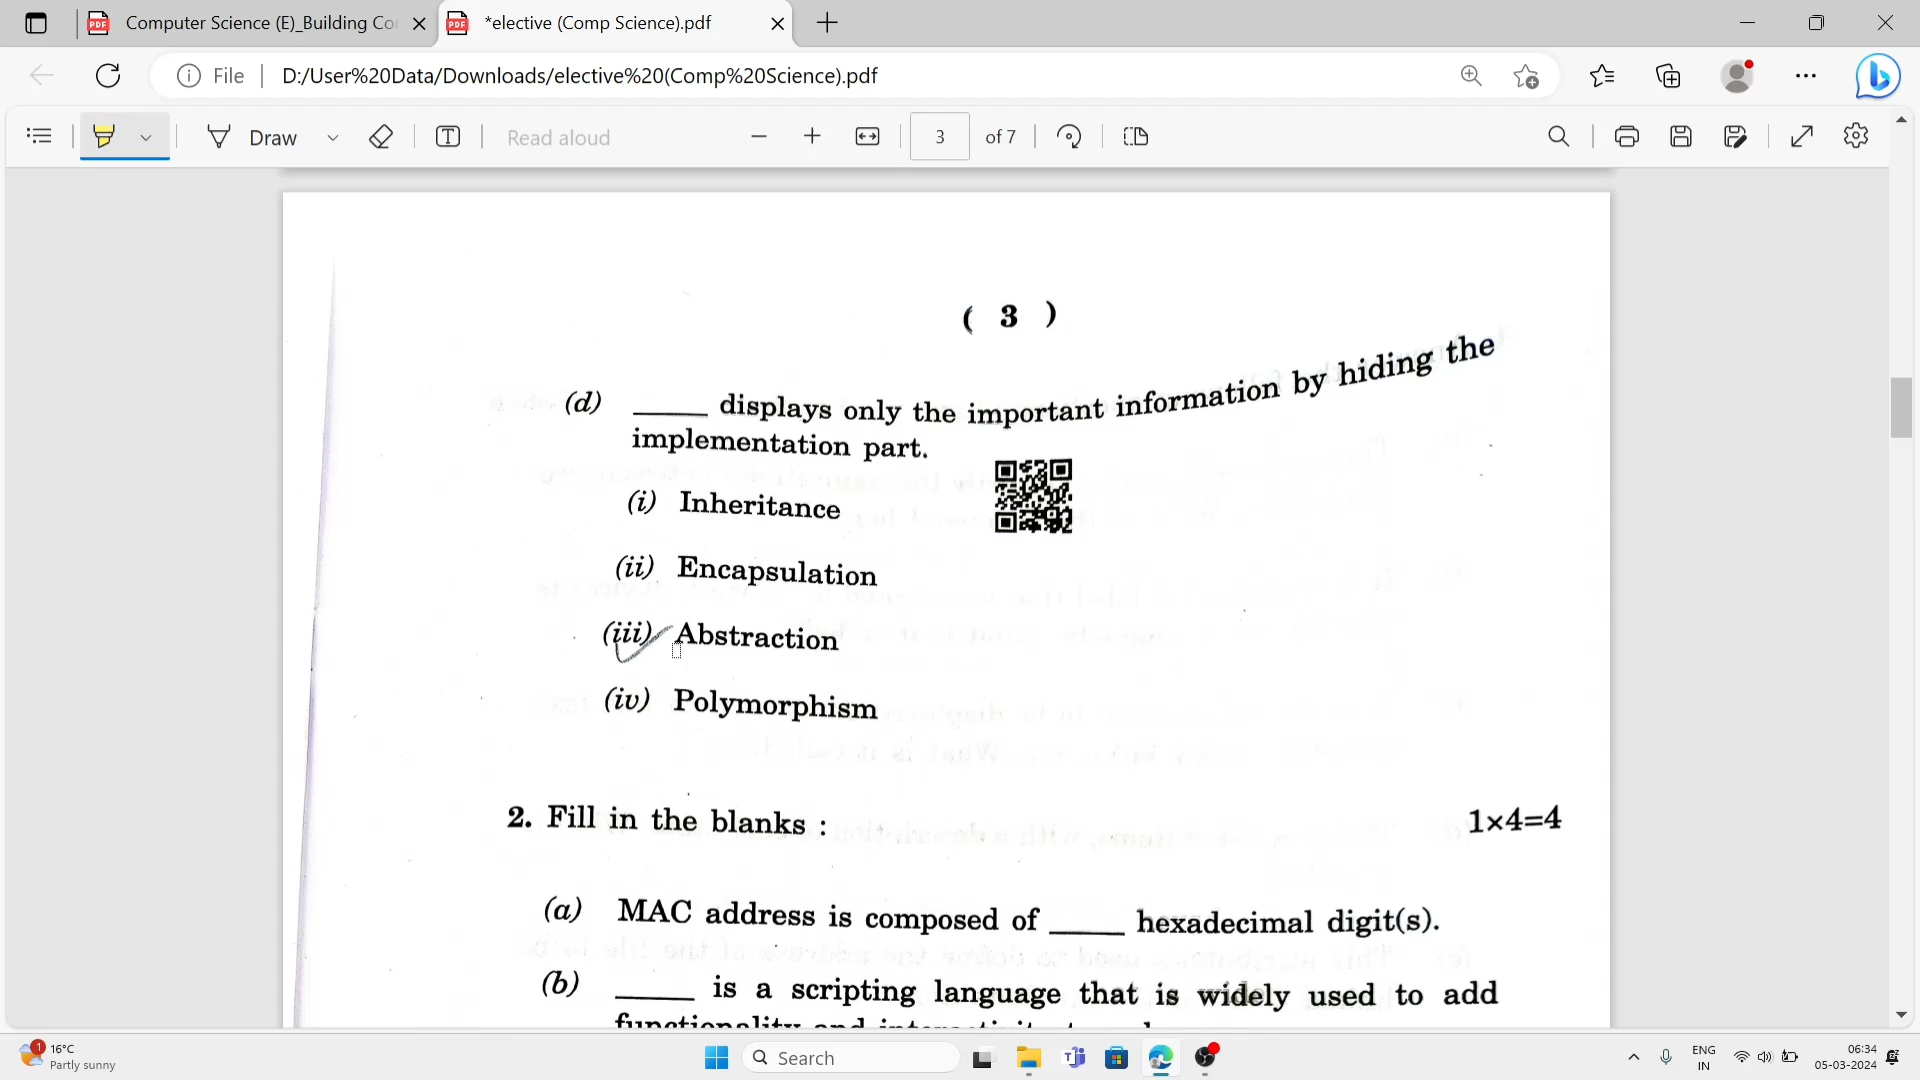 Computer Science (E)_Building Co
*elective (Comp Science).pdf
File
D:/User%20Data/Downloads/elective%20(Comp%20Science).pdf
Draw
Read aloud
3
of 7
( 3 )
(d) _____ displays only the important information by hiding the
implementation part.
(i) Inheritance
(ii) Encapsulation
(iii) Abstraction
(iv) Polymorphism
2. Fill in the blanks : 1×4=4
(a) MAC address is composed of _____ hexadecimal digit(s).
(b) _____ is a scripting language that is widely used to add
1
16°C
Partly sunny
Search
ENG
IN
06:34
05-03-2024